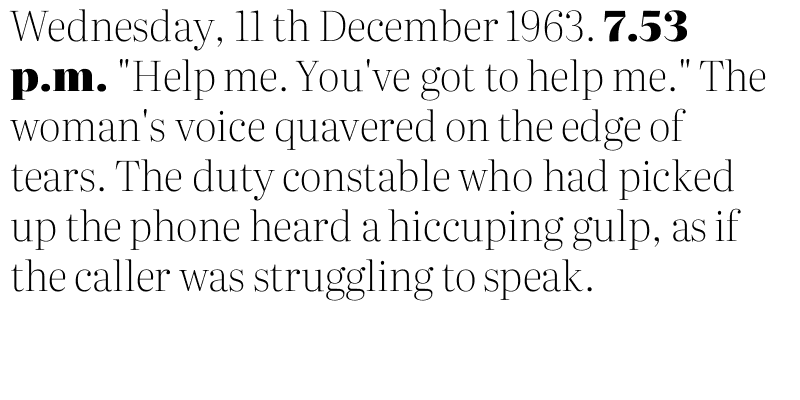 Wednesday, 11 th December 1963. 7.53
p.m. "Help me. You've got to help me." The
woman's voice quavered on the edge of
tears. The duty constable who had picked
up the phone heard a hiccuping gulp, as if
the caller was struggling to speak.